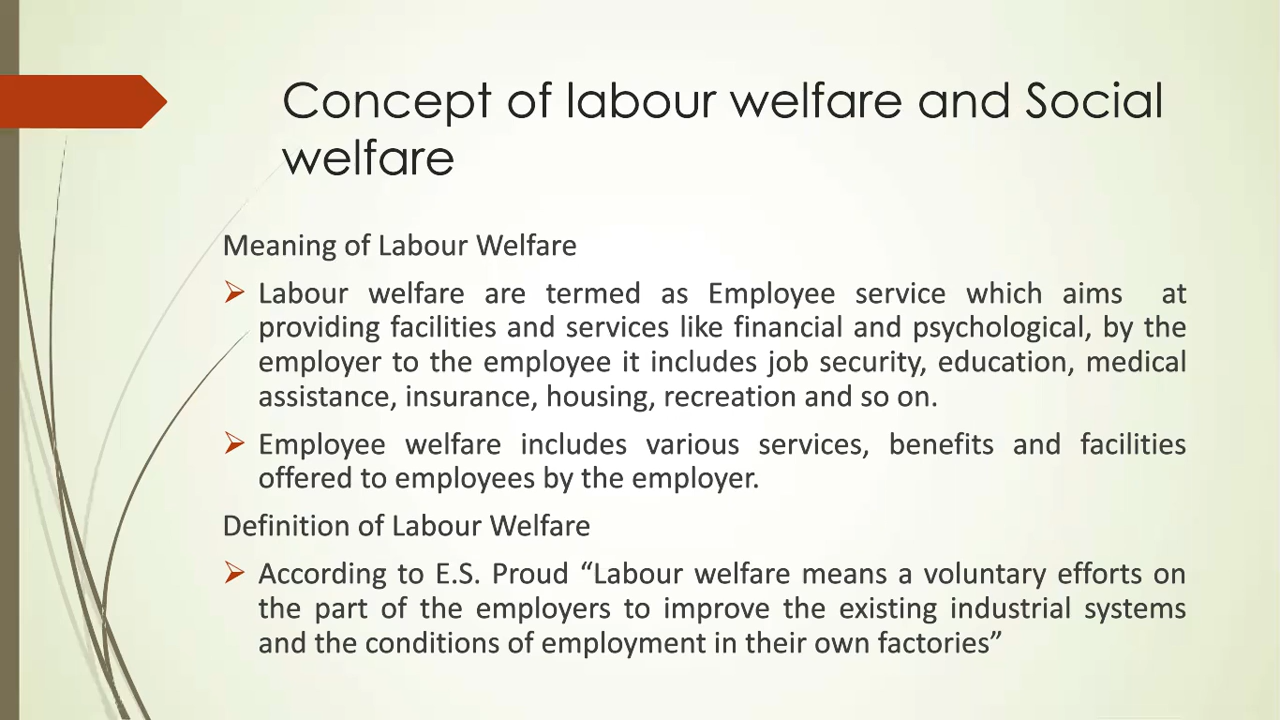 Concept of labour welfare and Social
welfare
Meaning of Labour Welfare
Labour welfare are termed as Employee service which aims at
providing facilities and services like financial and psychological, by the
employer to the employee it includes job security, education, medical
assistance, insurance, housing, recreation and so on.
Employee welfare includes various services, benefits and facilities
offered to employees by the employer.
Definition of Labour Welfare
According to E.S. Proud “Labour welfare means a voluntary efforts on
the part of the employers to improve the existing industrial systems
and the conditions of employment in their own factories”